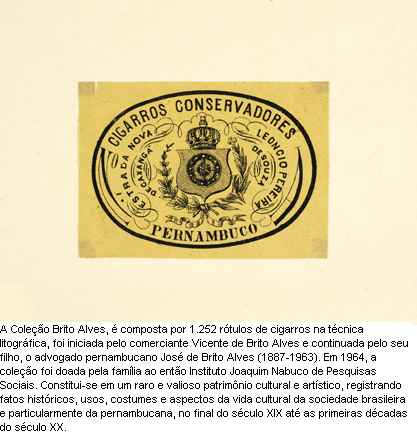 CIGARROS CONSERVADORES
ESTRADA NOVA
DE CAXANGÁ
LEONCIO PEREIRA
DE SOUZA
PERNAMBUCO
A Coleção Brito Alves, é composta por 1.252 rótulos de cigarros na técnica
litográfica, foi iniciada pelo comerciante Vicente de Brito Alves e continuada pelo seu
filho, o advogado pernambucano José de Brito Alves (1887-1963). Em 1964, a
coleção foi doada pela família ao então Instituto Joaquim Nabuco de Pesquisas
Sociais. Constitui-se em um raro e valioso patrimônio cultural e artístico, registrando
fatos históricos, usos, costumes e aspectos da vida cultural da sociedade brasileira
e particularmente da pernambucana, no final do século XIX até as primeiras décadas
do século XX.